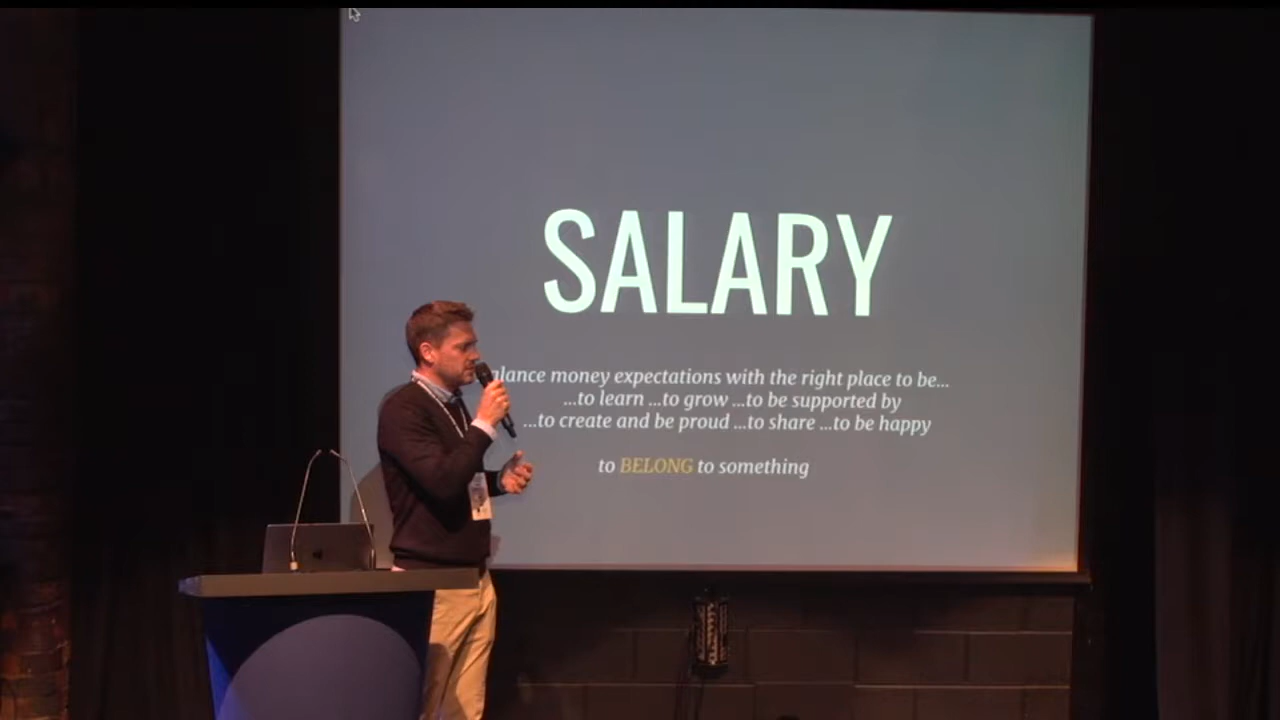 SALARY
money expectations with the right place to be...
...to learn ...to grow ...to be supported by
...to create and be proud ...to share ...to be happy
to BELONG to something